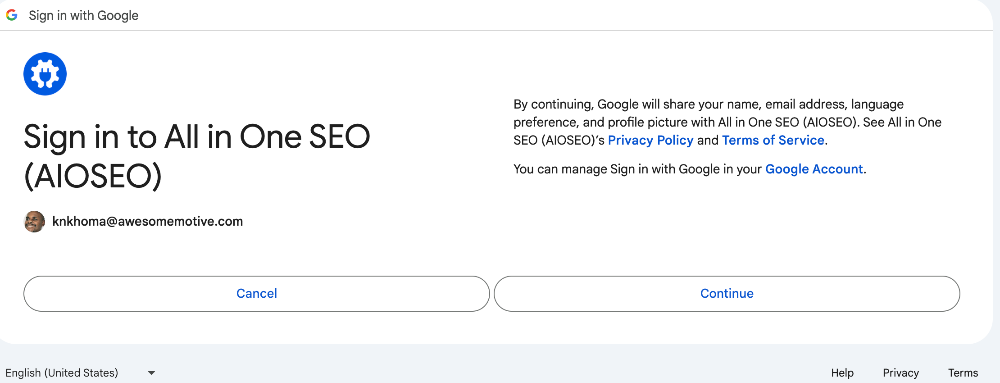 Sign in with Google
Sign in to All in One SEO
(AIOSEO)
knkhoma@awesomemotive.com
By continuing, Google will share your name, email address, language
preference, and profile picture with All in One SEO (AIOSEO). See All in One
SEO (AIOSEO)’s Privacy Policy and Terms of Service.
You can manage Sign in with Google in your Google Account.
Cancel
Continue
English (United States)
Help
Privacy
Terms